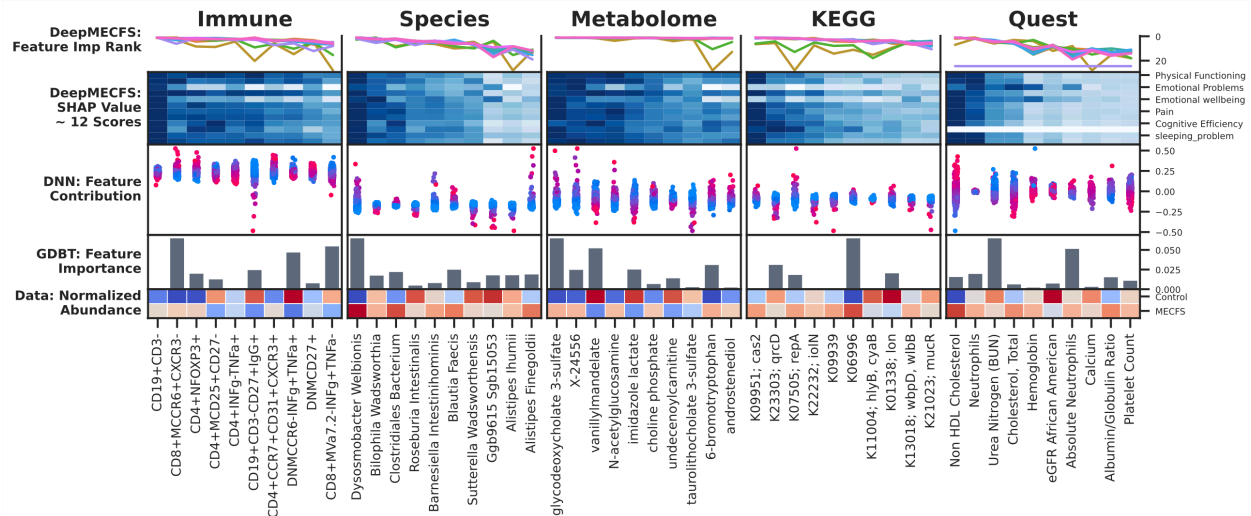 Immune
Species
Metabolome
KEGG
Quest
DeepMECFS:
Feature Imp Rank
0
20
DeepMECFS:
SHAP Value
~ 12 Scores
Physical Functioning
Emotional Problems
Emotional wellbeing
Pain
Cognitive Efficiency
sleeping_problem
DNN: Feature
Contribution
0.50
0.25
0.00
−0.25
−0.50
GDBT: Feature
Importance
0.050
0.025
0.000
Data: Normalized
Abundance
Control
MECFS
CD19+CD3-
CD8+MCCR6+CXCR3-
CD4+NFOXP3+
CD4+MCD25+CD27-
CD4+INFg+TNFa+
CD19+CD3-CD27+IgG+
CD4+CCR7+CD31+CXCR3+
DNMCCR6-INFg+TNFa+
DNMCD27+
CD8+MVa7.2-INFg+TNFa-
Dysosmobacter Welbionis
Bilophila Wadsworthia
Clostridiales Bacterium
Roseburia Intestinalis
Barnesiella Intestinihominis
Blautia Faecis
Sutterella Wadsworthensis
Ggb9615 Sgb15053
Alistipes Ihumii
Alistipes Finegoldii
glycodeoxycholate 3-sulfate
X-24556
vanillylmandelate
N-acetylglucosamine
imidazole lactate
choline phosphate
undecenoylcarnitine
taurolithocholate 3-sulfate
6-bromotryptophan
androstenediol
K09951; cas2
K23303; qrcD
K07505; repA
K22232; iolN
K09939
K06996
K11004; hlyB, cyaB
K01338; lon
K13018; wbpD, wlbB
K21023; mucR
Non HDL Cholesterol
Neutrophils
Urea Nitrogen (BUN)
Cholesterol, Total
Hemoglobin
eGFR African American
Absolute Neutrophils
Calcium
Albumin/Globulin Ratio
Platelet Count